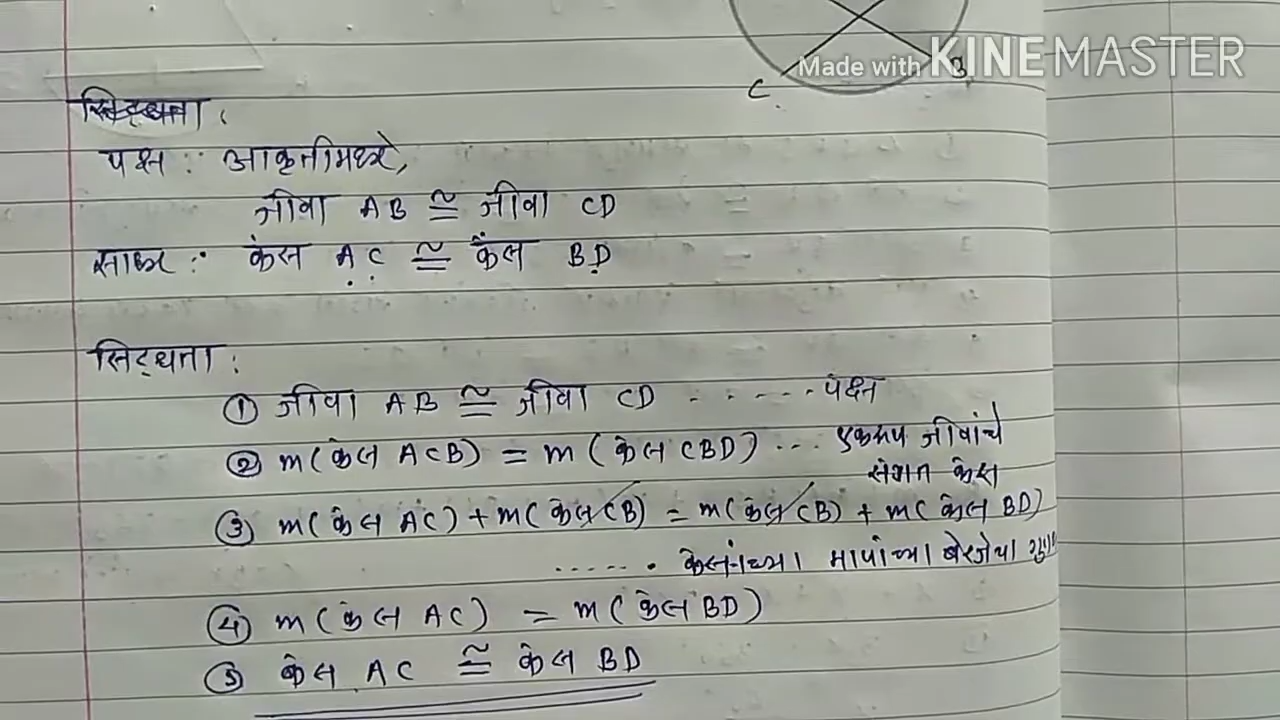 Made with KINEMASTER
C. B
सिद्धता :
पक्ष : आकृतीमध्ये,
जीवा AB ≅ जीवा CD
साध्य : कंस AC ≅ कंस BD
सिद्धता :
① जीवा AB ≅ जीवा CD - - - - - - पक्ष
② m(कंस ACB) = m (कंस CBD) ... एकरूप जीवांचे
संगत कंस
③ m(कंस AC) + m(कंस CB) = m(कंस CB) + m(कंस BD)
...... कंसांच्या मापांच्या बेरजेचा
④ m(कंस AC) = m(कंस BD)
⑤ कंस AC ≅ कंस BD